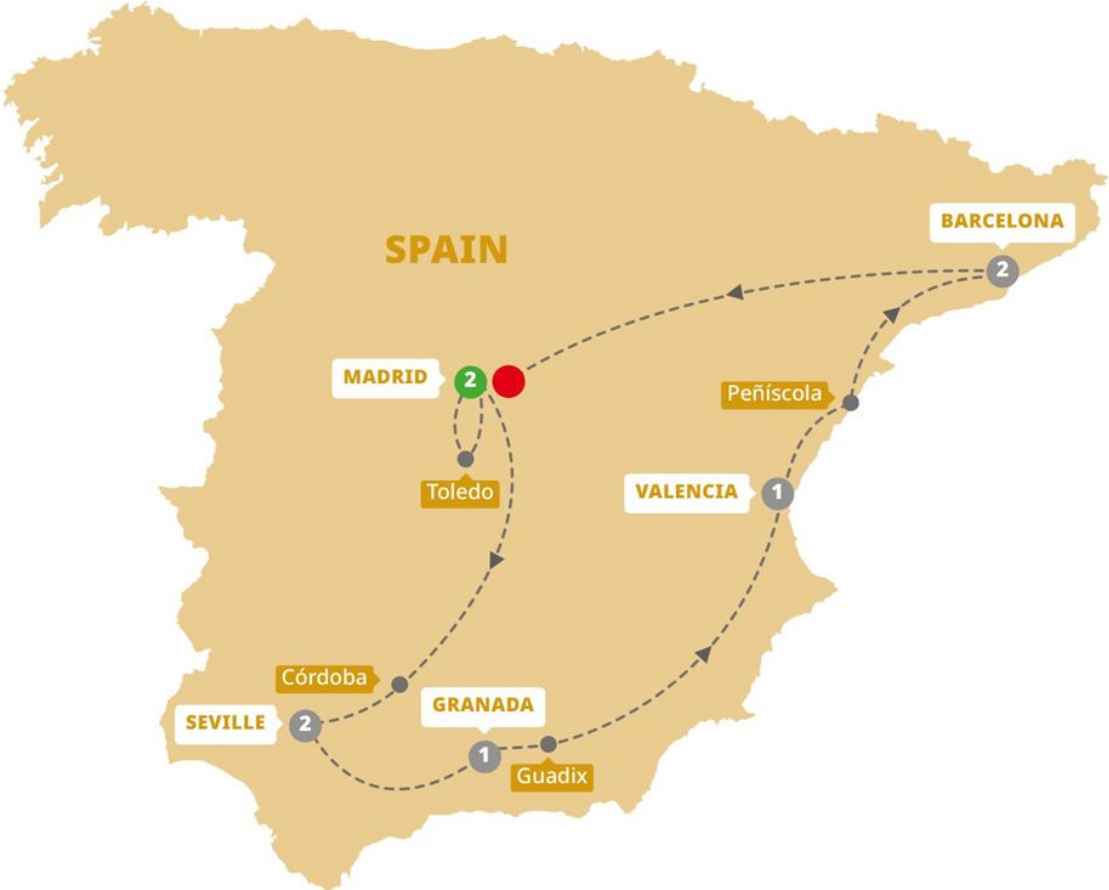 BARCELONA
SPAIN
2
MADRID
2
Peñíscola
Toledo
VALENCIA
1
Córdoba
GRANADA
SEVILLE
2
1
Guadix